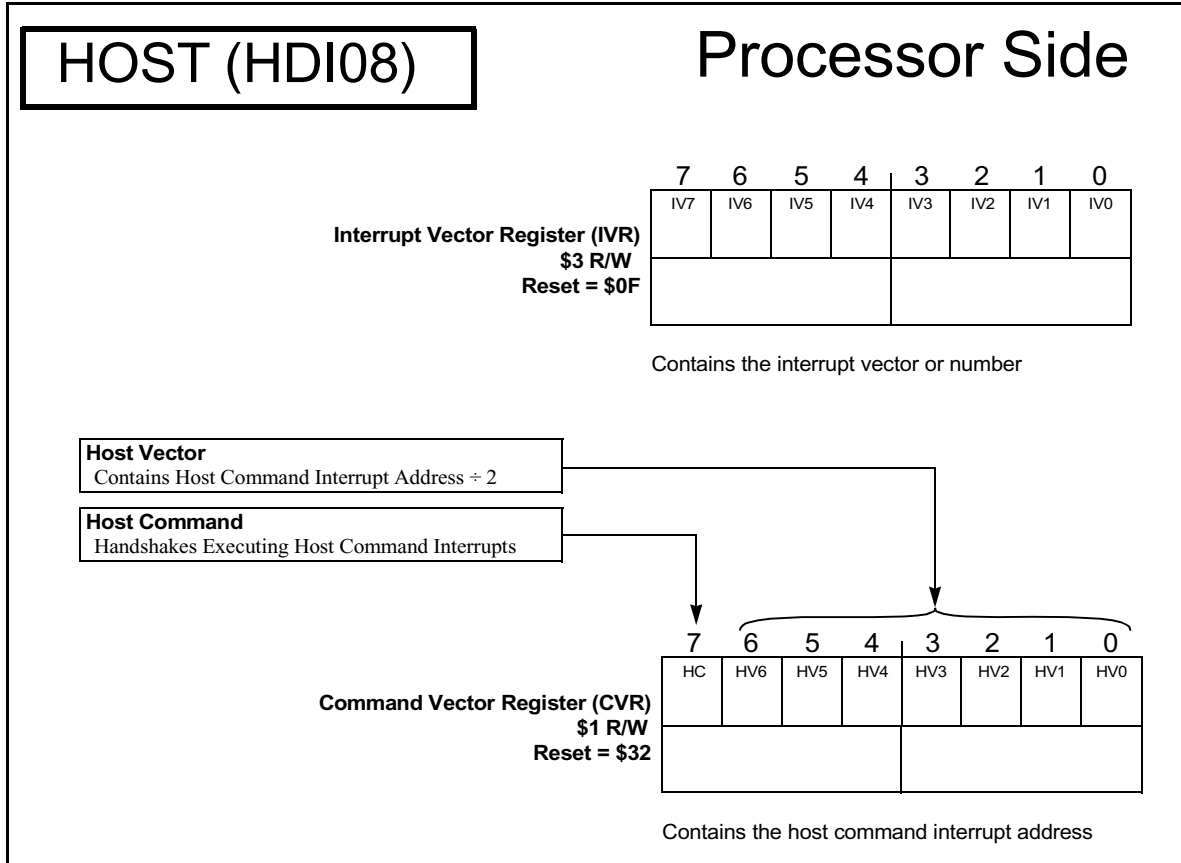 HOST (HDI08)
Processor Side
7 6 5 4 3 2 1 0
IV7 IV6 IV5 IV4 IV3 IV2 IV1 IV0
Interrupt Vector Register (IVR)
$3 R/W
Reset = $0F
Contains the interrupt vector or number
Host Vector
Contains Host Command Interrupt Address ÷ 2
Host Command
Handshakes Executing Host Command Interrupts
7 6 5 4 3 2 1 0
HC HV6 HV5 HV4 HV3 HV2 HV1 HV0
Command Vector Register (CVR)
$1 R/W
Reset = $32
Contains the host command interrupt address